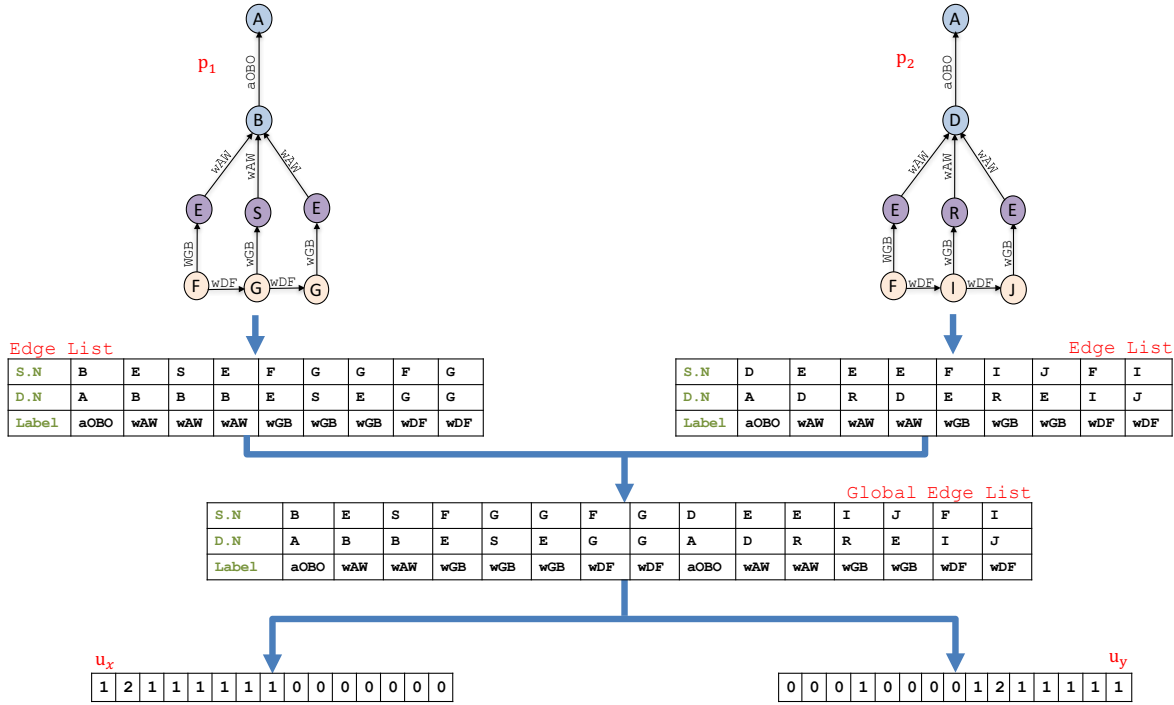 A A
p1 aOBO p2 aOBO
B D
wAW wAW wAW wAW wAW wAW
E S E E R E
WGB wGB wGB WGB wGB wGB
F wDF G wDF G F wDF I wDF J
Edge List Edge List
S.N B E S E F G G F G
D.N A B B B E S E G G
Label aOBO wAW wAW wAW wGB wGB wGB wDF wDF
S.N D E E E F I J F I
D.N A D R D E R E I J
Label aOBO wAW wAW wAW wGB wGB wGB wDF wDF
Global Edge List
S.N B E S F G G F G D E E I J F I
D.N A B B E S E G G A D R R E I J
Label aOBO wAW wAW wGB wGB wGB wDF wDF aOBO wAW wAW wGB wGB wDF wDF
ux uy
1 2 1 1 1 1 1 1 0 0 0 0 0 0 0
0 0 0 1 0 0 0 0 1 2 1 1 1 1 1